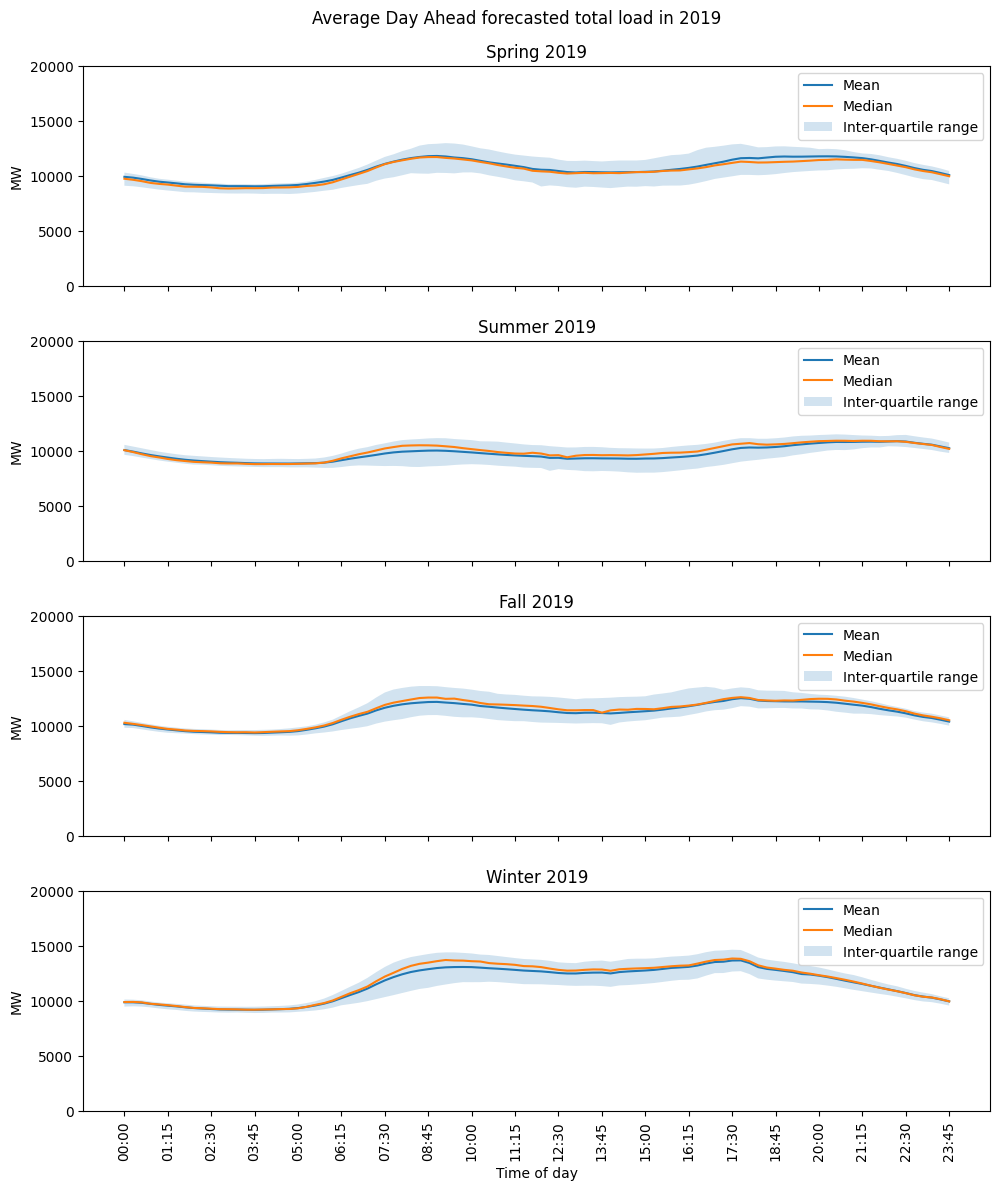 Average Day Ahead forecasted total load in 2019
Spring 2019
20000
15000
10000
5000
0
MW
Mean
Median
Inter-quartile range
Summer 2019
20000
15000
10000
5000
0
MW
Mean
Median
Inter-quartile range
Fall 2019
20000
15000
10000
5000
0
MW
Mean
Median
Inter-quartile range
Winter 2019
20000
15000
10000
5000
0
MW
Mean
Median
Inter-quartile range
00:00
01:15
02:30
03:45
05:00
06:15
07:30
08:45
10:00
11:15
12:30
13:45
15:00
16:15
17:30
18:45
20:00
21:15
22:30
23:45
Time of day